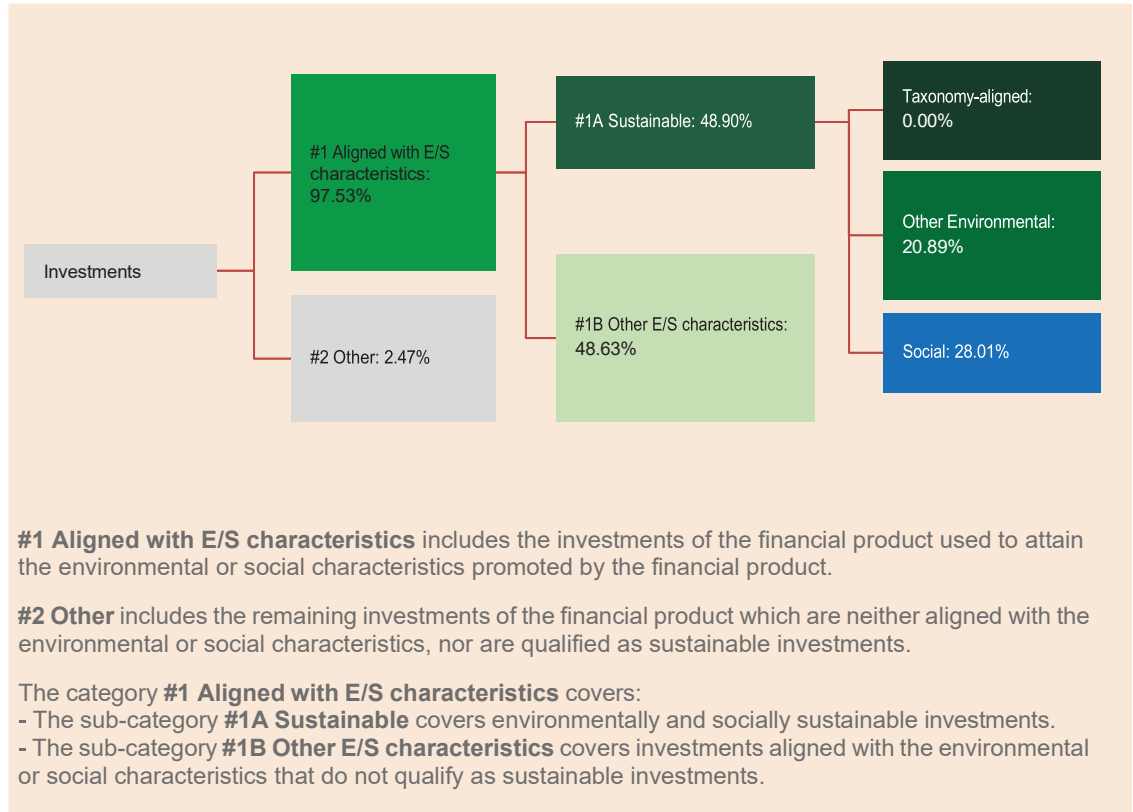 Investments
#1 Aligned with E/S
characteristics:
97.53%
#2 Other: 2.47%
#1A Sustainable: 48.90%
#1B Other E/S characteristics:
48.63%
Taxonomy-aligned:
0.00%
Other Environmental:
20.89%
Social: 28.01%
#1 Aligned with E/S characteristics includes the investments of the financial product used to attain
the environmental or social characteristics promoted by the financial product.
#2 Other includes the remaining investments of the financial product which are neither aligned with the
environmental or social characteristics, nor are qualified as sustainable investments.
The category #1 Aligned with E/S characteristics covers:
- The sub-category #1A Sustainable covers environmentally and socially sustainable investments.
- The sub-category #1B Other E/S characteristics covers investments aligned with the environmental
or social characteristics that do not qualify as sustainable investments.